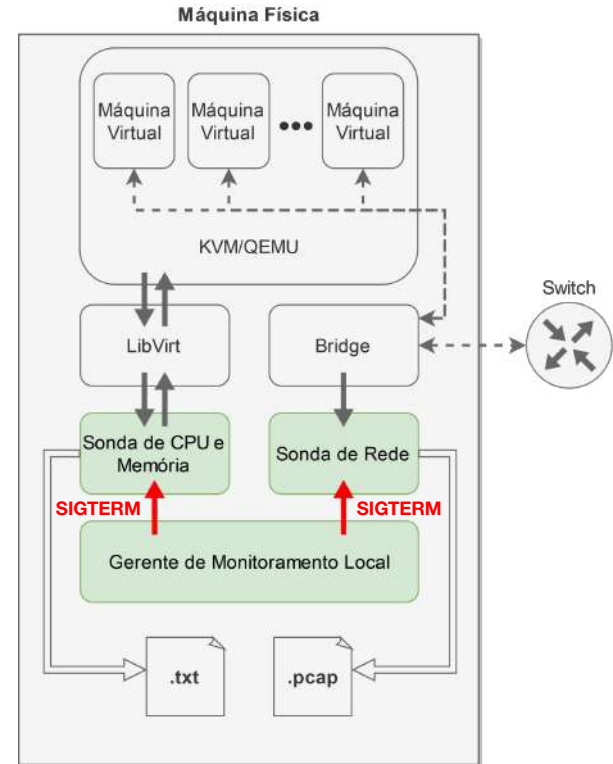 Máquina Física
Máquina
Virtual
Máquina
Virtual
Máquina
Virtual
KVM/QEMU
Switch
LibVirt
Bridge
Sonda de CPU e
Memória
Sonda de Rede
SIGTERM
SIGTERM
Gerente de Monitoramento Local
.txt
.pcap